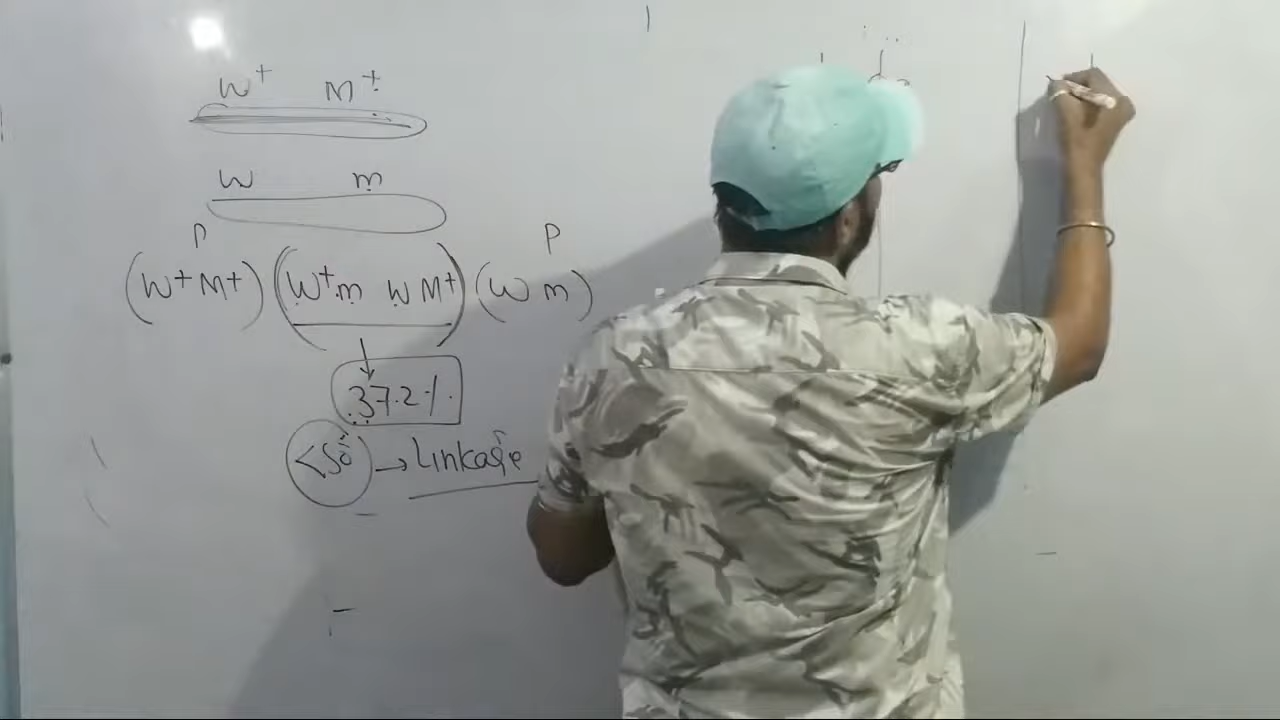 W⁺ M⁺
W m
P P
(W⁺ M⁺) (W⁺m W M⁺) (W m)
37.2%
<50 → Linkage